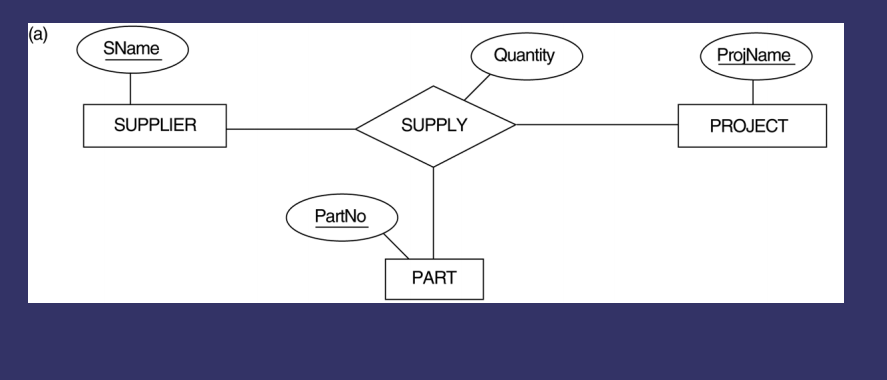 (a)
SName
Quantity
ProjName
SUPPLIER
SUPPLY
PROJECT
PartNo
PART